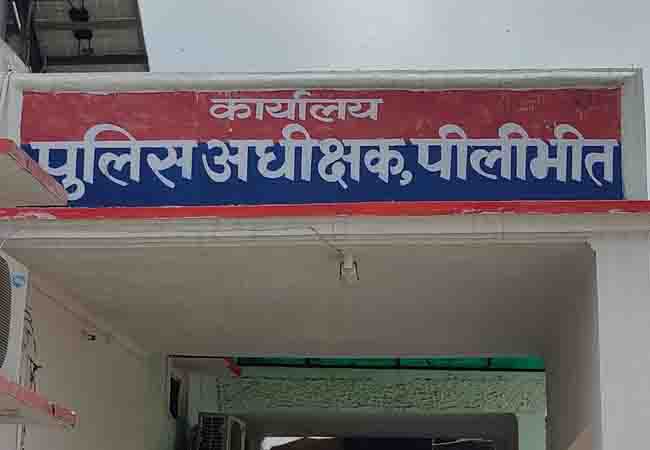 कार्यालय
पुलिस अधीक्षक, पीलीभीत